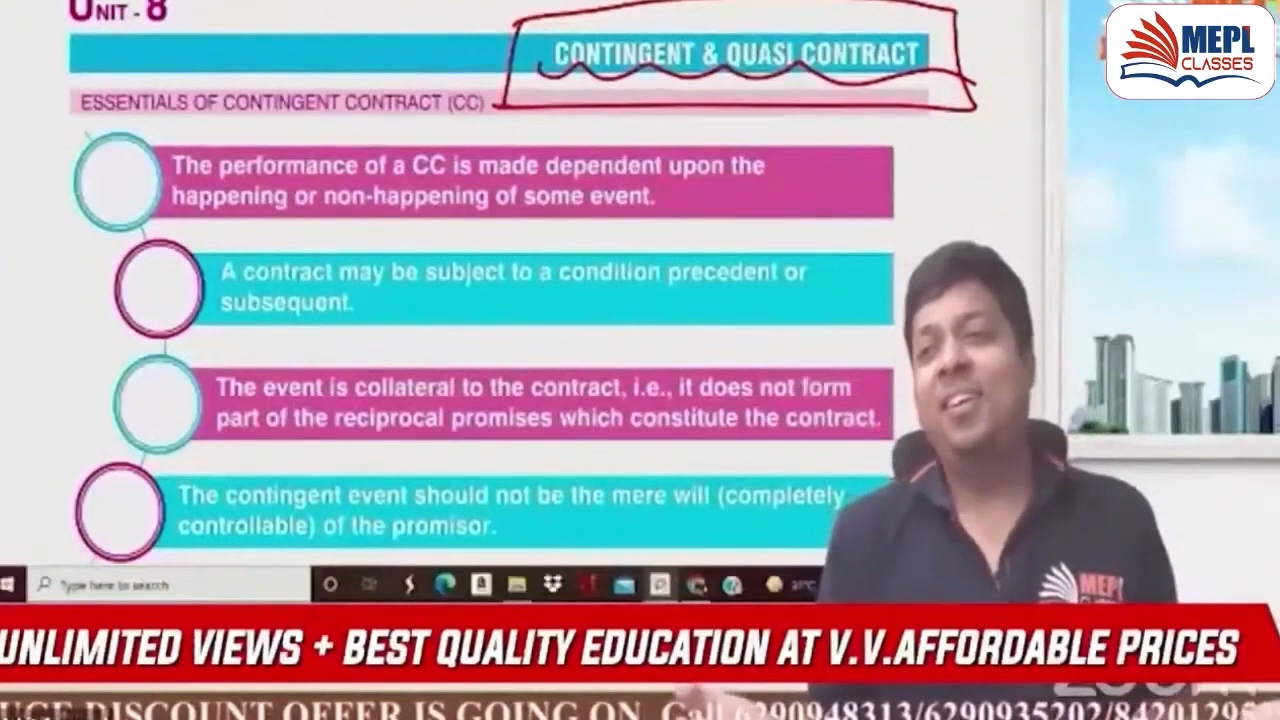 UNIT - 8
CONTINGENT & QUASI CONTRACT
MEPL
CLASSES
ESSENTIALS OF CONTINGENT CONTRACT (CC)
The performance of a CC is made dependent upon the
happening or non-happening of some event.
A contract may be subject to a condition precedent or
subsequent.
The event is collateral to the contract, i.e., it does not form
part of the reciprocal promises which constitute the contract.
The contingent event should not be the mere will (completely
controllable) of the promisor.
Type here to search
MEPL
UNLIMITED VIEWS + BEST QUALITY EDUCATION AT V.V.AFFORDABLE PRICES
DISCOUNT OFFER IS GOING ON. Call 6290948313/6290935202/